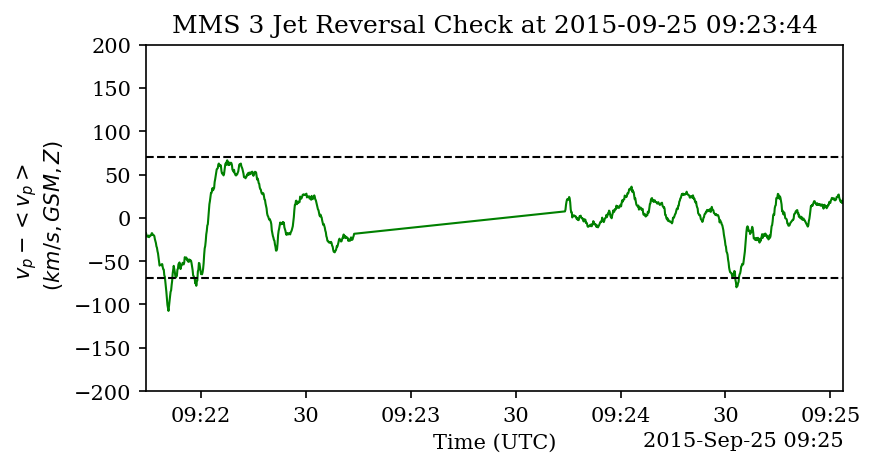 MMS 3 Jet Reversal Check at 2015-09-25 09:23:44
200
150
100
50
0
−50
−100
−150
−200
v_p − < v_p >
(km/s, GSM, Z)
09:22 30 09:23 30 09:24 30 09:25
Time (UTC) 2015-Sep-25 09:25